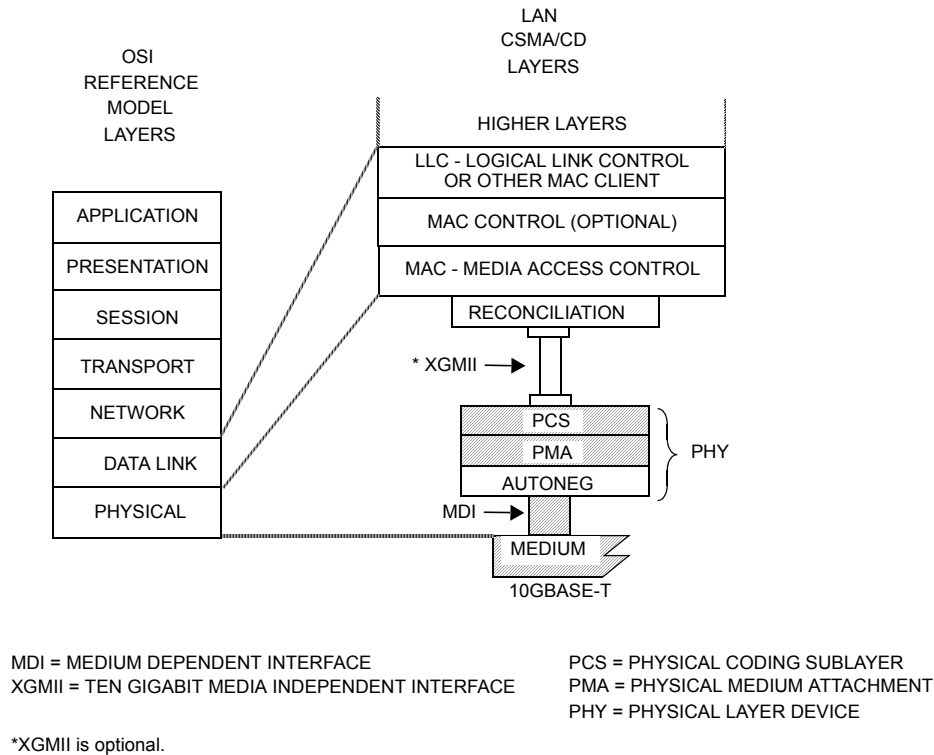 OSI
REFERENCE
MODEL
LAYERS
LAN
CSMA/CD
LAYERS
APPLICATION
PRESENTATION
SESSION
TRANSPORT
NETWORK
DATA LINK
PHYSICAL
HIGHER LAYERS
LLC - LOGICAL LINK CONTROL
OR OTHER MAC CLIENT
MAC CONTROL (OPTIONAL)
MAC - MEDIA ACCESS CONTROL
RECONCILIATION
* XGMII
PCS
PMA
AUTONEG
PHY
MDI
MEDIUM
10GBASE-T
MDI = MEDIUM DEPENDENT INTERFACE
XGMII = TEN GIGABIT MEDIA INDEPENDENT INTERFACE
*XGMII is optional.
PCS = PHYSICAL CODING SUBLAYER
PMA = PHYSICAL MEDIUM ATTACHMENT
PHY = PHYSICAL LAYER DEVICE